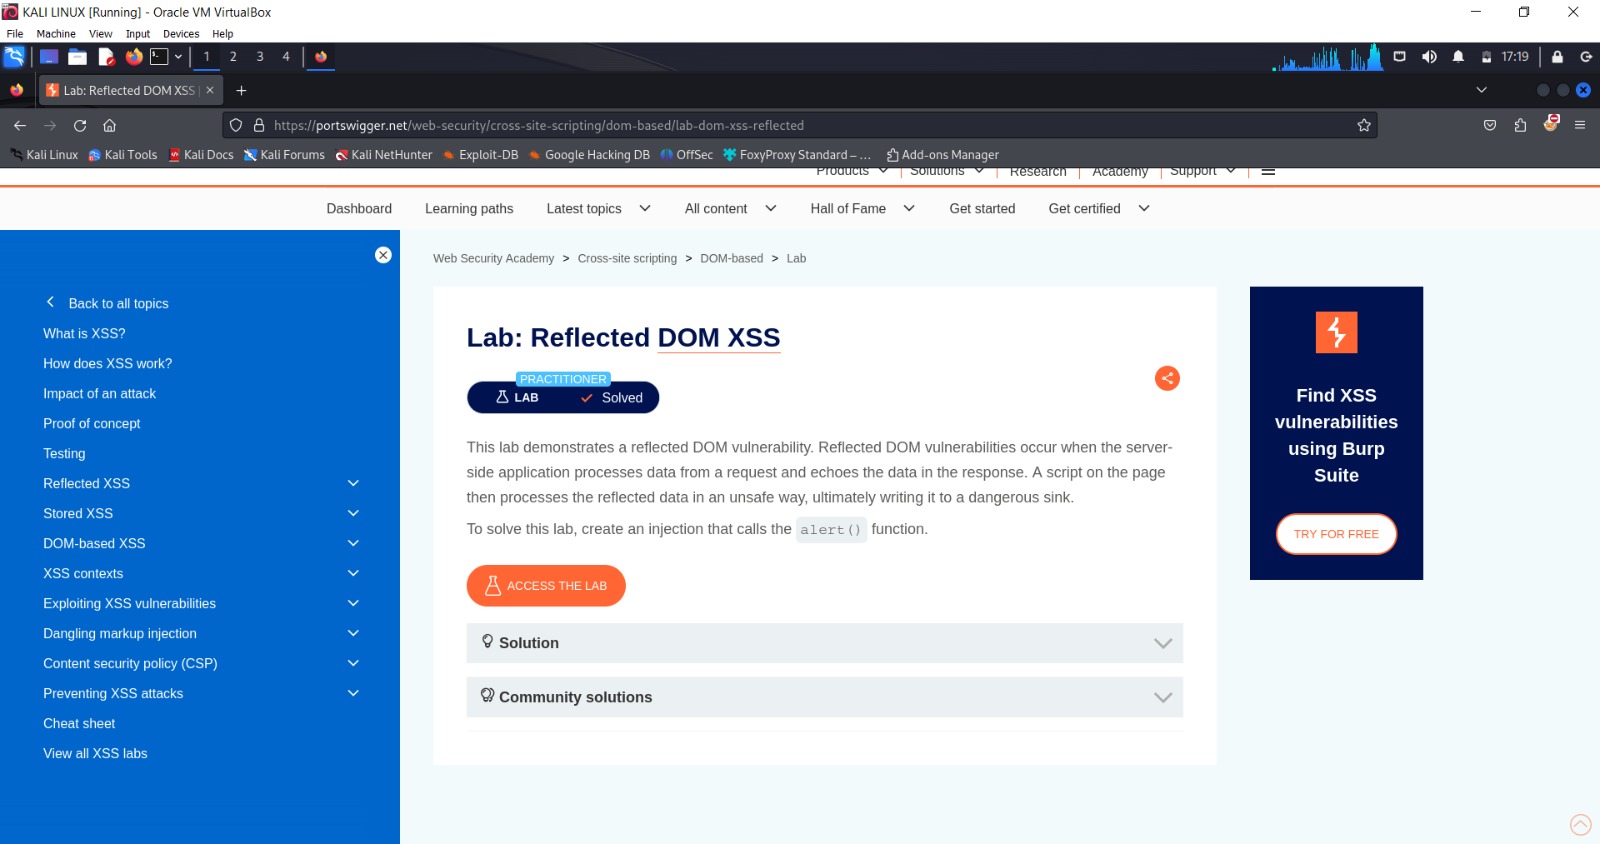 KALI LINUX [Running] - Oracle VM VirtualBox
File Machine View Input Devices Help
1 2 3 4 17:19
Lab: Reflected DOM XSS |
https://portswigger.net/web-security/cross-site-scripting/dom-based/lab-dom-xss-reflected
Kali Linux Kali Tools Kali Docs Kali Forums Kali NetHunter Exploit-DB Google Hacking DB OffSec FoxyProxy Standard – ... Add-ons Manager
Products Solutions Research Academy Support
Dashboard Learning paths Latest topics All content Hall of Fame Get started Get certified
Back to all topics
What is XSS?
How does XSS work?
Impact of an attack
Proof of concept
Testing
Reflected XSS
Stored XSS
DOM-based XSS
XSS contexts
Exploiting XSS vulnerabilities
Dangling markup injection
Content security policy (CSP)
Preventing XSS attacks
Cheat sheet
View all XSS labs
Web Security Academy > Cross-site scripting > DOM-based > Lab
Lab: Reflected DOM XSS
PRACTITIONER
LAB Solved
This lab demonstrates a reflected DOM vulnerability. Reflected DOM vulnerabilities occur when the server-
side application processes data from a request and echoes the data in the response. A script on the page
then processes the reflected data in an unsafe way, ultimately writing it to a dangerous sink.
To solve this lab, create an injection that calls the alert() function.
ACCESS THE LAB
Solution
Community solutions
Find XSS
vulnerabilities
using Burp
Suite
TRY FOR FREE